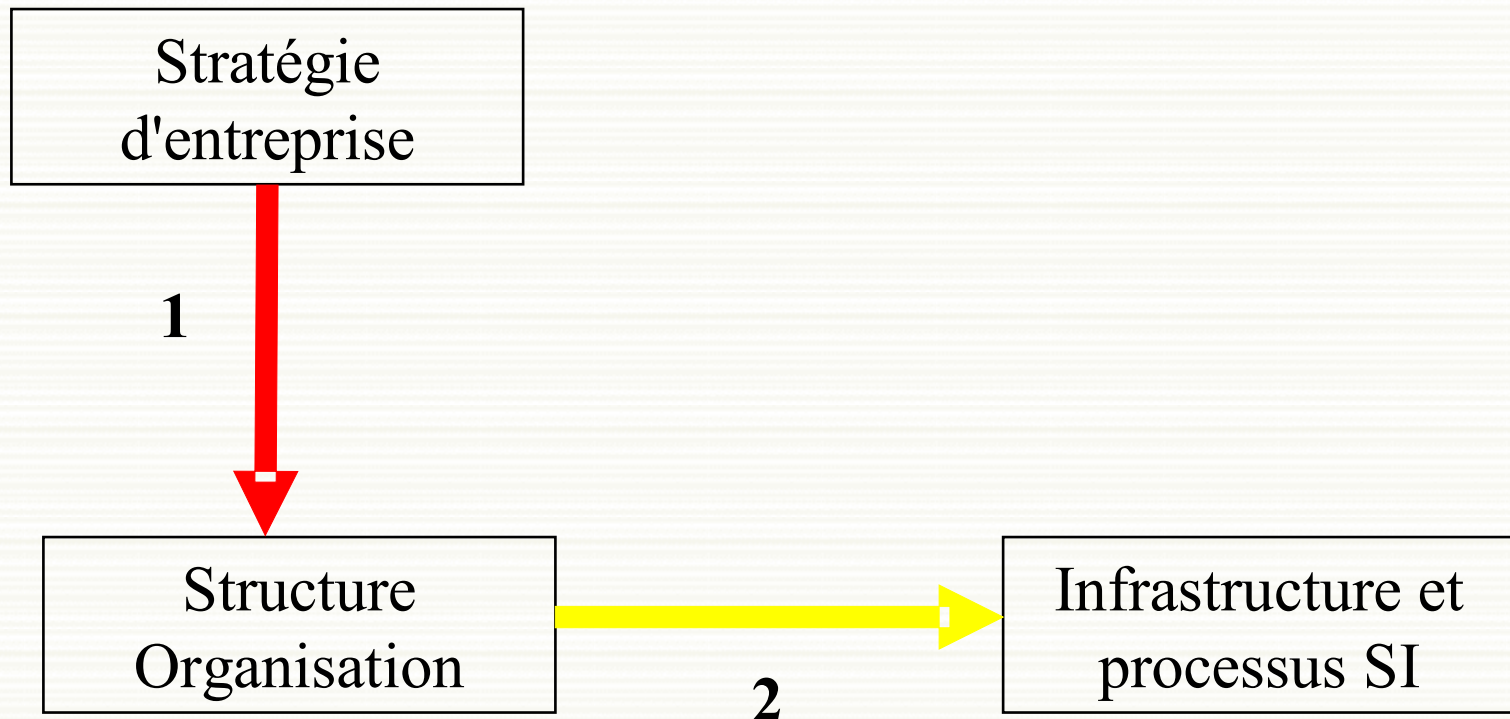 Stratégie
d'entreprise
1
Structure
Organisation
2
Infrastructure et
processus SI